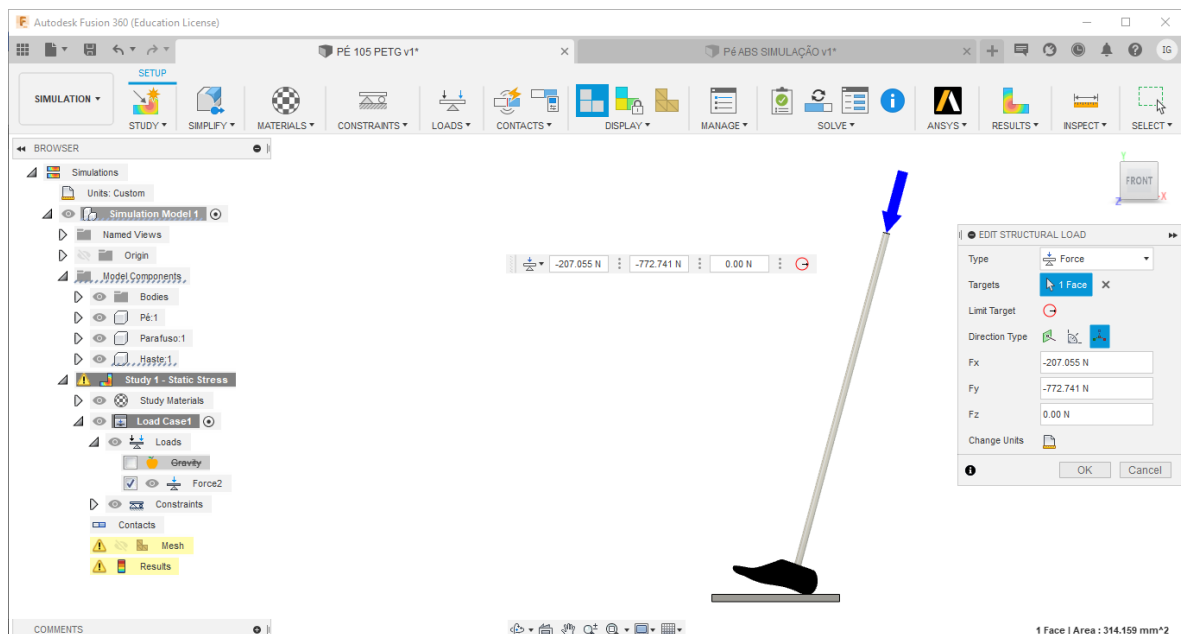 Autodesk Fusion 360 (Education License)
PÉ 105 PETG v1*
Pé ABS SIMULAÇÃO v1*
IG
SETUP
SIMULATION
STUDY
SIMPLIFY
MATERIALS
CONSTRAINTS
LOADS
CONTACTS
DISPLAY
MANAGE
SOLVE
ANSYS
RESULTS
INSPECT
SELECT
BROWSER
Simulations
Units: Custom
Simulation Model 1
Named Views
Origin
Model Components
Bodies
Pé:1
Parafuso:1
Haste:1
Study 1 - Static Stress
Study Materials
Load Case1
Loads
Gravity
Force2
Constraints
Contacts
Mesh
Results
COMMENTS
-207.055 N
-772.741 N
0.00 N
Y
FRONT
Z
X
EDIT STRUCTURAL LOAD
Type
Force
Targets
1 Face
Limit Target
Direction Type
Fx
-207.055 N
Fy
-772.741 N
Fz
0.00 N
Change Units
OK
Cancel
1 Face | Area : 314.159 mm^2